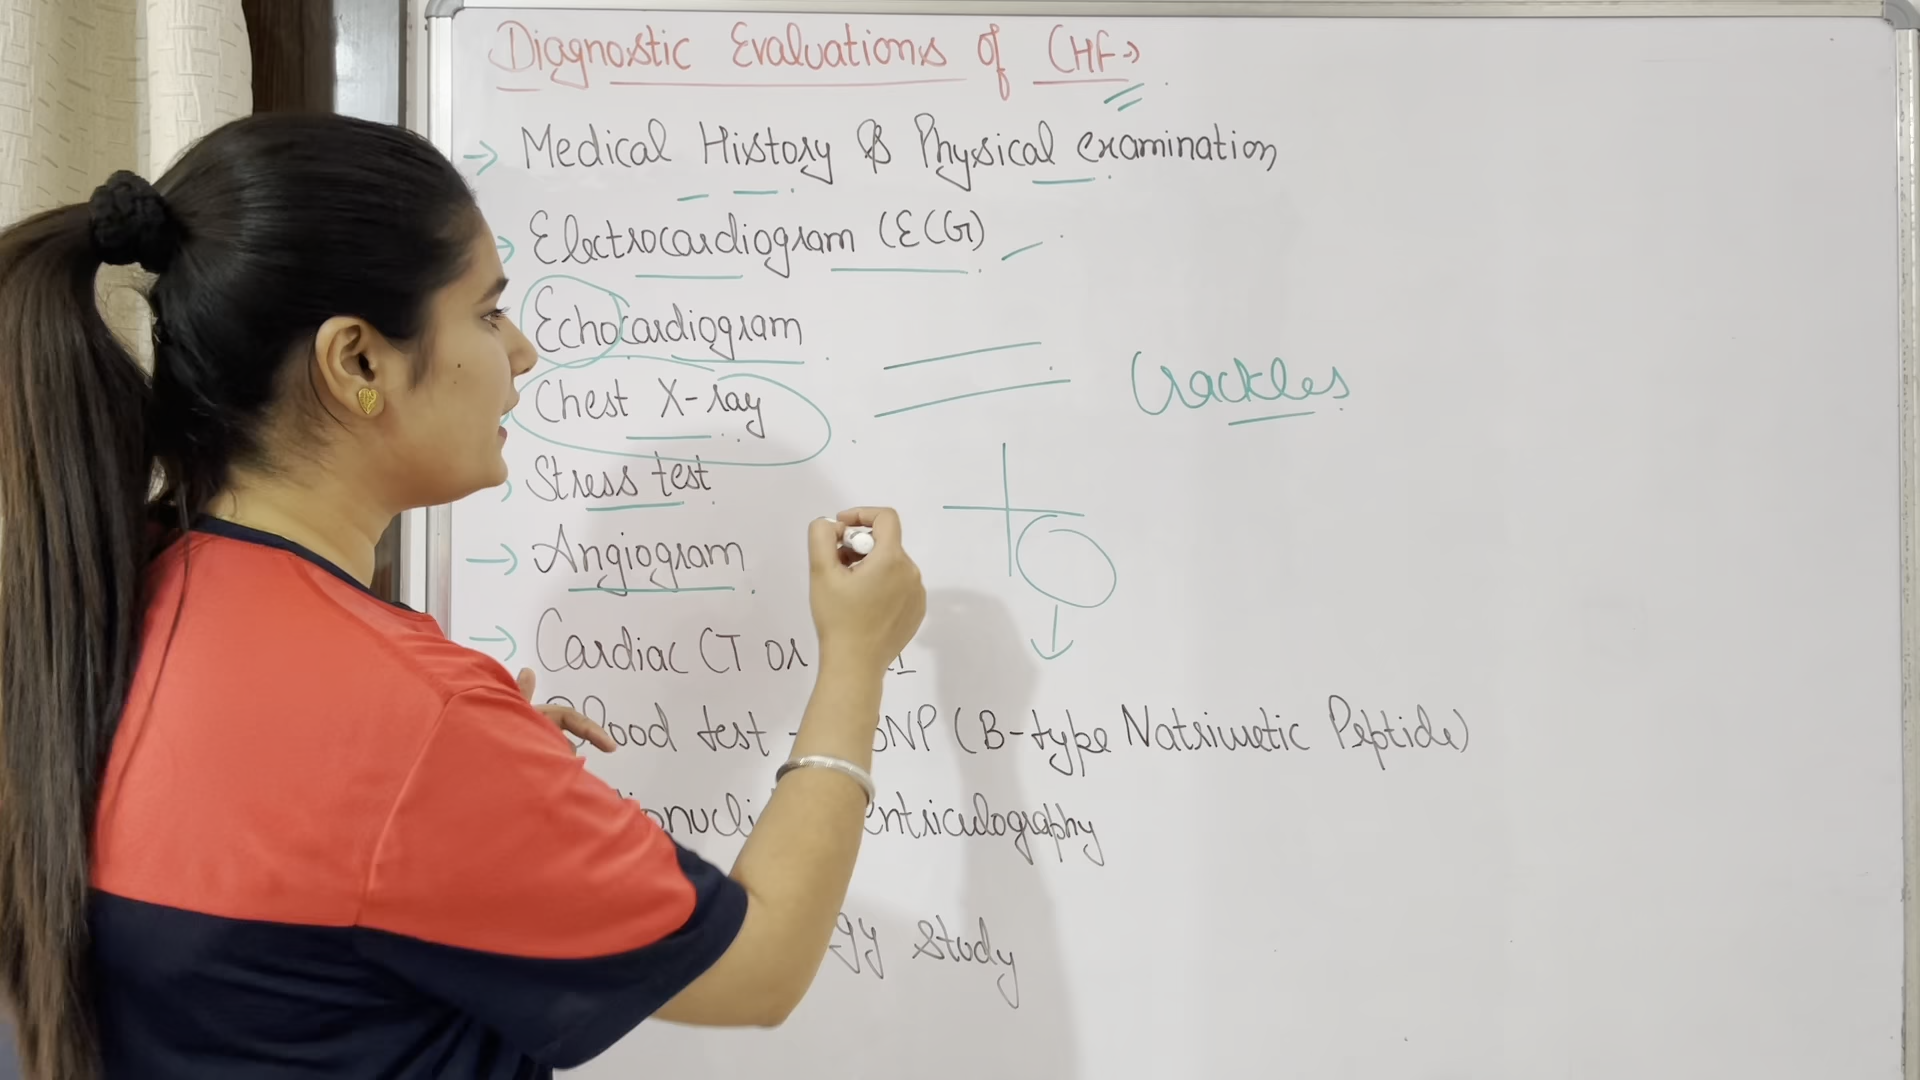 Diagnostic Evaluations of CHF →
→ Medical History & Physical examination
→ Electrocardiogram (ECG)
Echocardiogram
Chest X-ray
Crackles
Stress test
→ Angiogram
→ Cardiac CT or
Blood test - BNP (B-type Natriuretic Peptide)
study